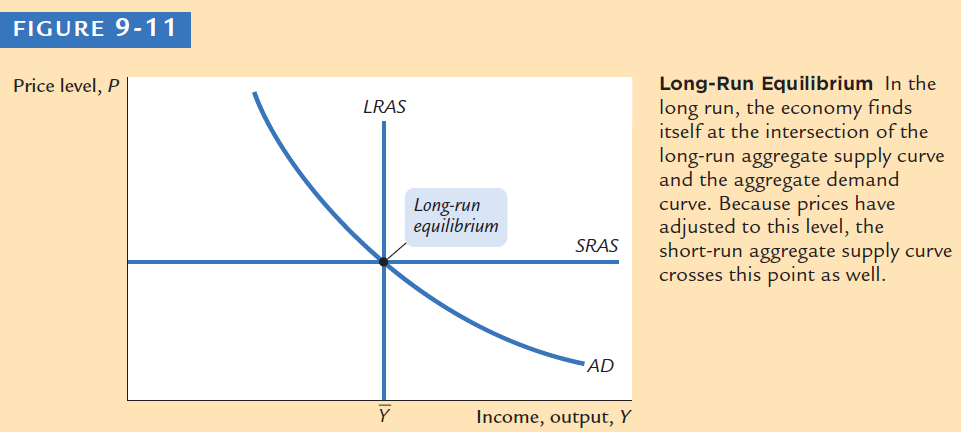 FIGURE 9-11
Price level, P
LRAS
Long-run
equilibrium
SRAS
AD
Y̅
Income, output, Y
Long-Run Equilibrium In the
long run, the economy finds
itself at the intersection of the
long-run aggregate supply curve
and the aggregate demand
curve. Because prices have
adjusted to this level, the
short-run aggregate supply curve
crosses this point as well.